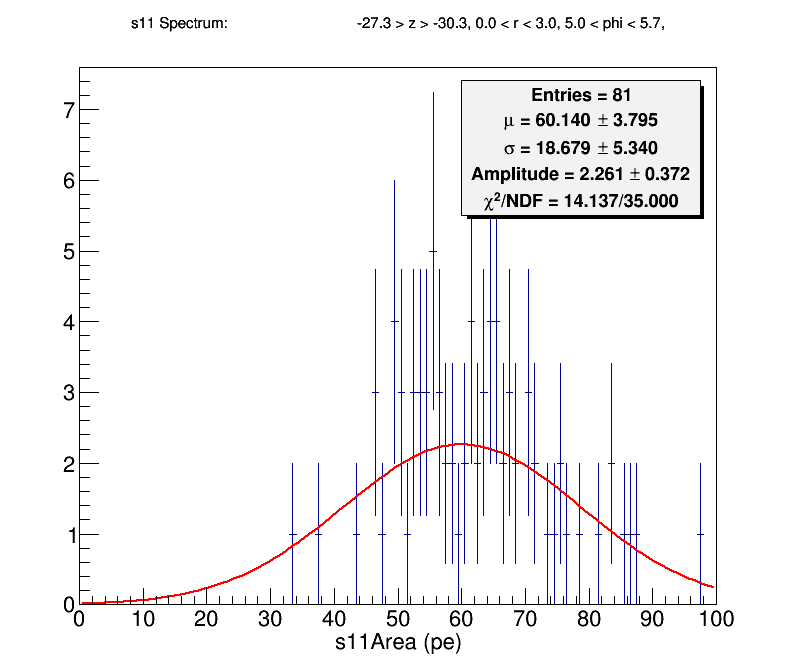 s11 Spectrum: -27.3 > z > -30.3, 0.0 < r < 3.0, 5.0 < phi < 5.7,
Entries = 81
μ = 60.140 ± 3.795
σ = 18.679 ± 5.340
Amplitude = 2.261 ± 0.372
χ²/NDF = 14.137/35.000
7
6
5
4
3
2
1
0
0 10 20 30 40 50 60 70 80 90 100
s11Area (pe)